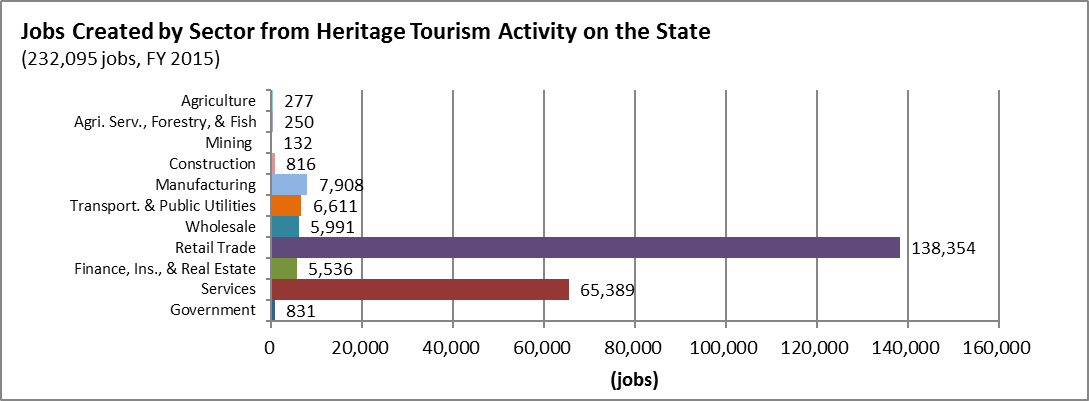 Jobs Created by Sector from Heritage Tourism Activity on the State
(232,095 jobs, FY 2015)
Agriculture 277
Agri. Serv., Forestry, & Fish 250
Mining 132
Construction 816
Manufacturing 7,908
Transport. & Public Utilities 6,611
Wholesale 5,991
Retail Trade 138,354
Finance, Ins., & Real Estate 5,536
Services 65,389
Government 831
0 20,000 40,000 60,000 80,000 100,000 120,000 140,000 160,000
(jobs)